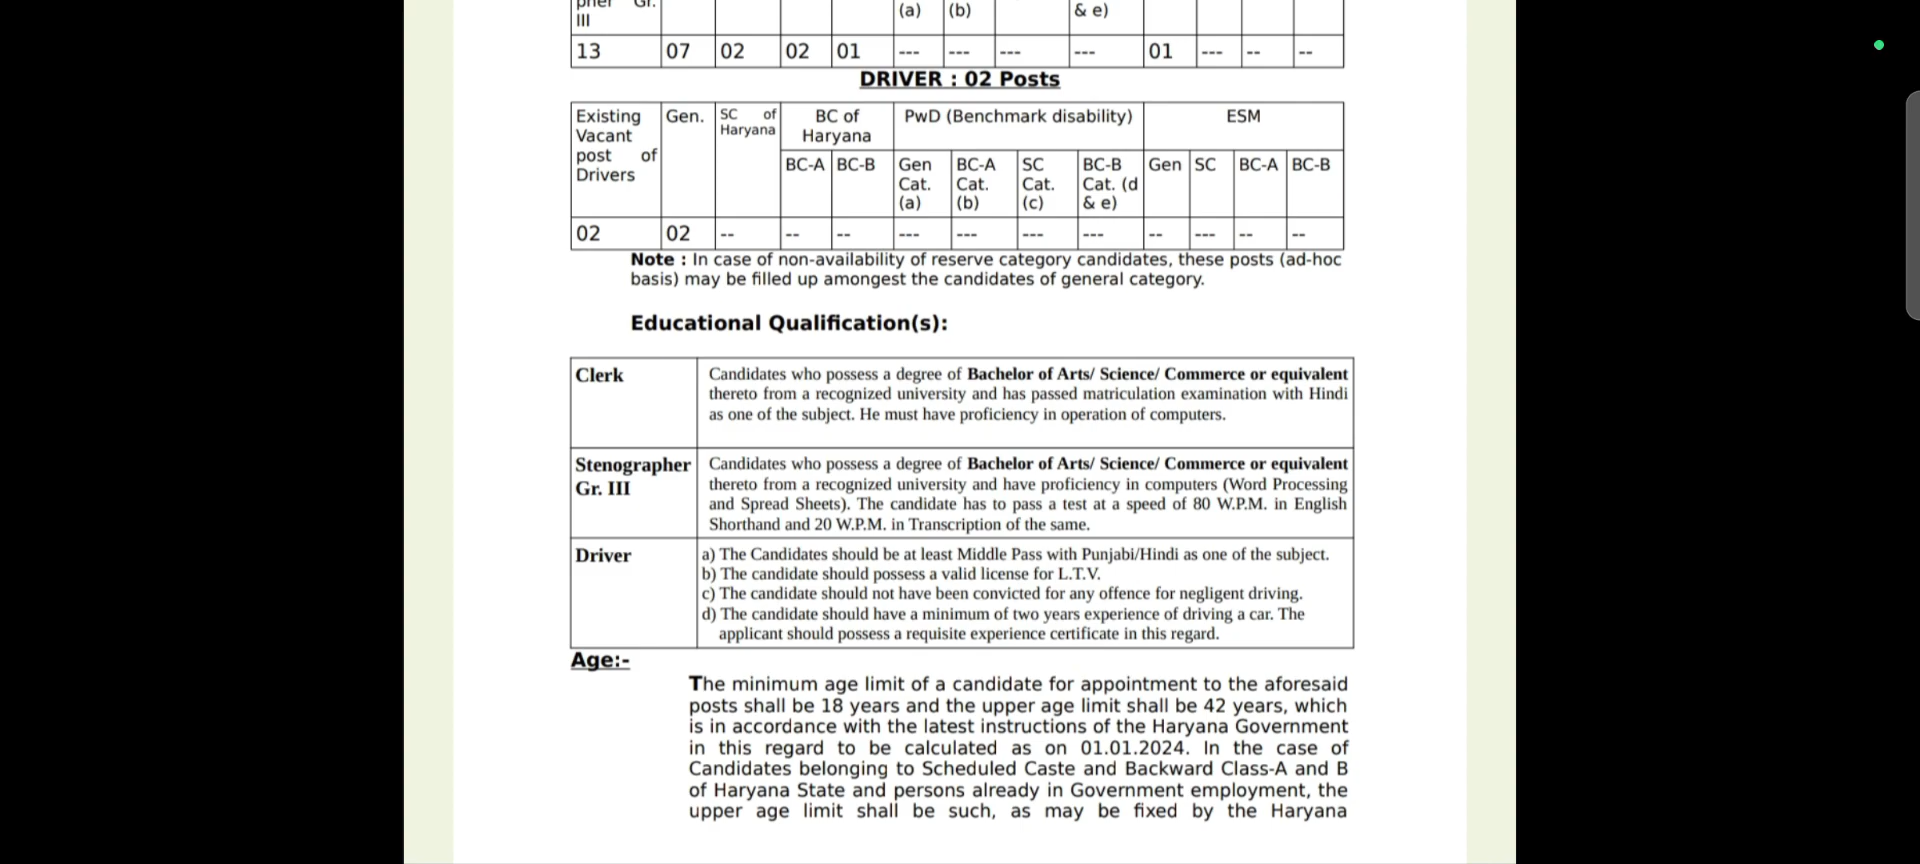 pher Gr.
III
(a) (b) & e)
13 07 02 02 01 --- --- --- --- 01 --- -- --
DRIVER : 02 Posts
Existing Vacant post of Drivers
Gen.
SC of Haryana
BC of Haryana
PwD (Benchmark disability)
ESM
BC-A BC-B
Gen Cat. (a)
BC-A Cat. (b)
SC Cat. (c)
BC-B Cat. (d & e)
Gen SC BC-A BC-B
02 02 -- -- -- --- --- --- --- -- --- -- --
Note : In case of non-availability of reserve category candidates, these posts (ad-hoc
basis) may be filled up amongest the candidates of general category.
Educational Qualification(s):
Clerk
Candidates who possess a degree of Bachelor of Arts/ Science/ Commerce or equivalent
thereto from a recognized university and has passed matriculation examination with Hindi
as one of the subject. He must have proficiency in operation of computers.
Stenographer
Gr. III
Candidates who possess a degree of Bachelor of Arts/ Science/ Commerce or equivalent
thereto from a recognized university and have proficiency in computers (Word Processing
and Spread Sheets). The candidate has to pass a test at a speed of 80 W.P.M. in English
Shorthand and 20 W.P.M. in Transcription of the same.
Driver
a) The Candidates should be at least Middle Pass with Punjabi/Hindi as one of the subject.
b) The candidate should possess a valid license for L.T.V.
c) The candidate should not have been convicted for any offence for negligent driving.
d) The candidate should have a minimum of two years experience of driving a car. The
applicant should possess a requisite experience certificate in this regard.
Age:-
The minimum age limit of a candidate for appointment to the aforesaid
posts shall be 18 years and the upper age limit shall be 42 years, which
is in accordance with the latest instructions of the Haryana Government
in this regard to be calculated as on 01.01.2024. In the case of
Candidates belonging to Scheduled Caste and Backward Class-A and B
of Haryana State and persons already in Government employment, the
upper age limit shall be such, as may be fixed by the Haryana